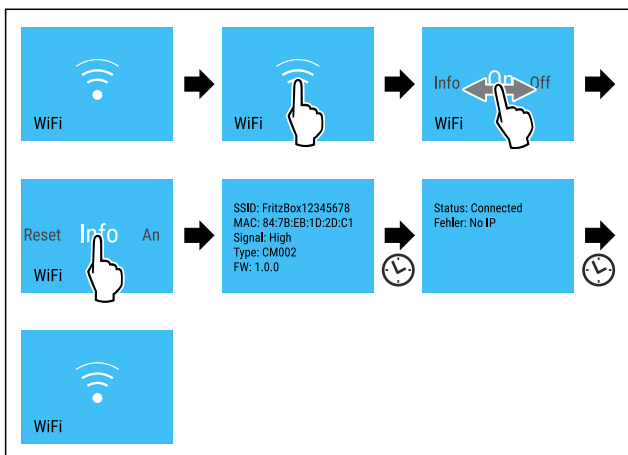 WiFi
WiFi
Info On Off
WiFi
Reset Info An
WiFi
SSID: FritzBox12345678
MAC: 84:7B:EB:1D:2D:C1
Signal: High
Type: CM002
FW: 1.0.0
Status: Connected
Fehler: No IP
WiFi